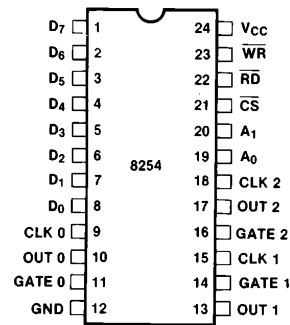 D7 1 24 VCC
D6 2 23 WR
D5 3 22 RD
D4 4 21 CS
D3 5 20 A1
D2 6 19 A0
8254
D1 7 18 CLK 2
D0 8 17 OUT 2
CLK 0 9 16 GATE 2
OUT 0 10 15 CLK 1
GATE 0 11 14 GATE 1
GND 12 13 OUT 1